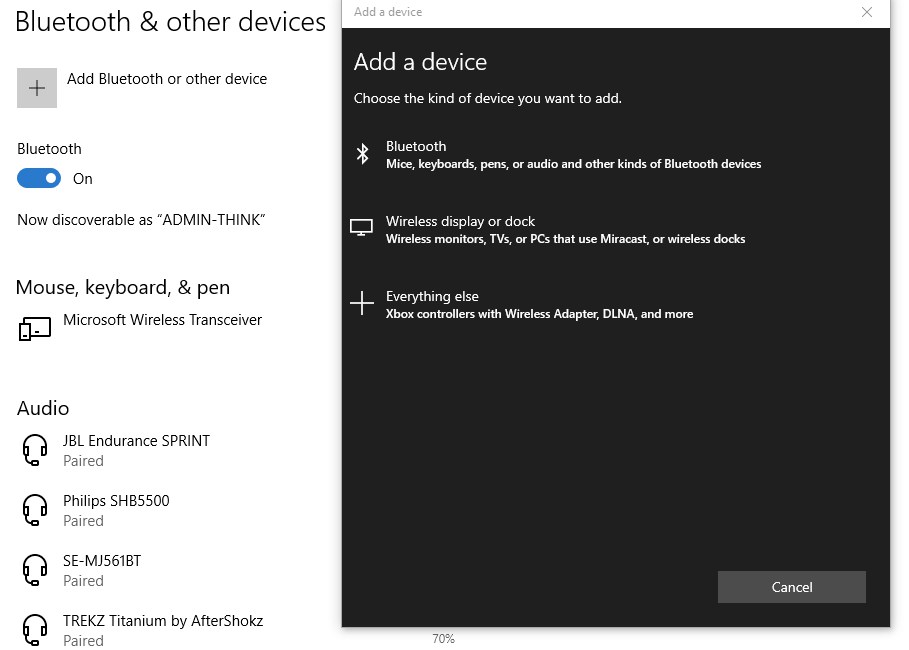 Bluetooth & other devices
Add Bluetooth or other device
Bluetooth
On
Now discoverable as “ADMIN-THINK”
Mouse, keyboard, & pen
Microsoft Wireless Transceiver
Audio
JBL Endurance SPRINT
Paired
Philips SHB5500
Paired
SE-MJ561BT
Paired
TREKZ Titanium by AfterShokz
Paired
Add a device
Add a device
Choose the kind of device you want to add.
Bluetooth
Mice, keyboards, pens, or audio and other kinds of Bluetooth devices
Wireless display or dock
Wireless monitors, TVs, or PCs that use Miracast, or wireless docks
Everything else
Xbox controllers with Wireless Adapter, DLNA, and more
Cancel
70%